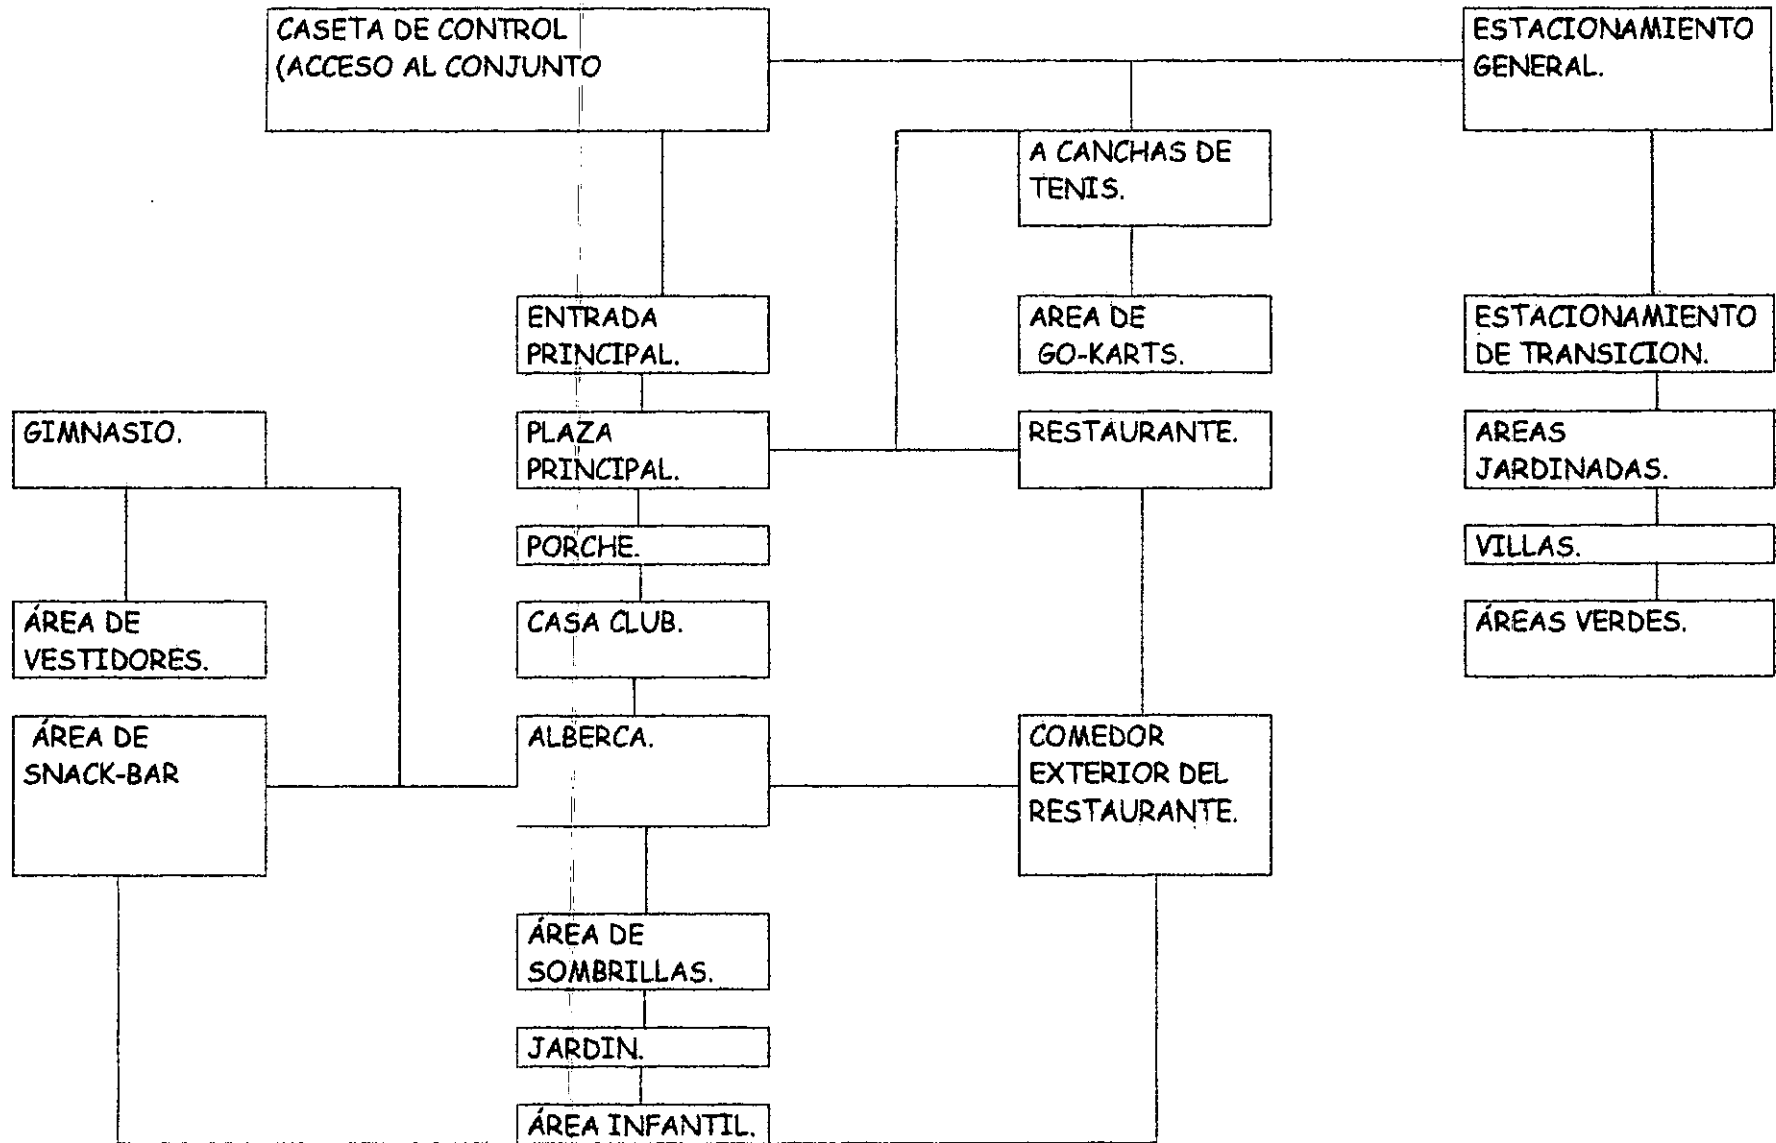 CASETA DE CONTROL
(ACCESO AL CONJUNTO
ESTACIONAMIENTO
GENERAL.
A CANCHAS DE
TENIS.
ENTRADA
PRINCIPAL.
AREA DE
GO-KARTS.
ESTACIONAMIENTO
DE TRANSICION.
GIMNASIO.
PLAZA
PRINCIPAL.
RESTAURANTE.
AREAS
JARDINADAS.
PORCHE.
VILLAS.
ÁREA DE
VESTIDORES.
CASA CLUB.
ÁREAS VERDES.
ÁREA DE
SNACK-BAR
ALBERCA.
COMEDOR
EXTERIOR DEL
RESTAURANTE.
ÁREA DE
SOMBRILLAS.
JARDIN.
ÁREA INFANTIL.